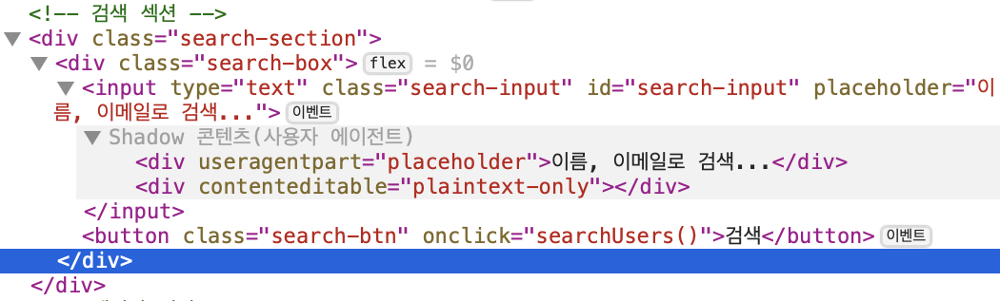 <!-- 검색 섹션 -->
<div class="search-section">
<div class="search-box"> flex = $0
<input type="text" class="search-input" id="search-input" placeholder="이
름, 이메일로 검색..."> 이벤트
Shadow 콘텐츠(사용자 에이전트)
<div useragentpart="placeholder">이름, 이메일로 검색...</div>
<div contenteditable="plaintext-only"></div>
</input>
<button class="search-btn" onclick="searchUsers()">검색</button> 이벤트
</div>
</div>